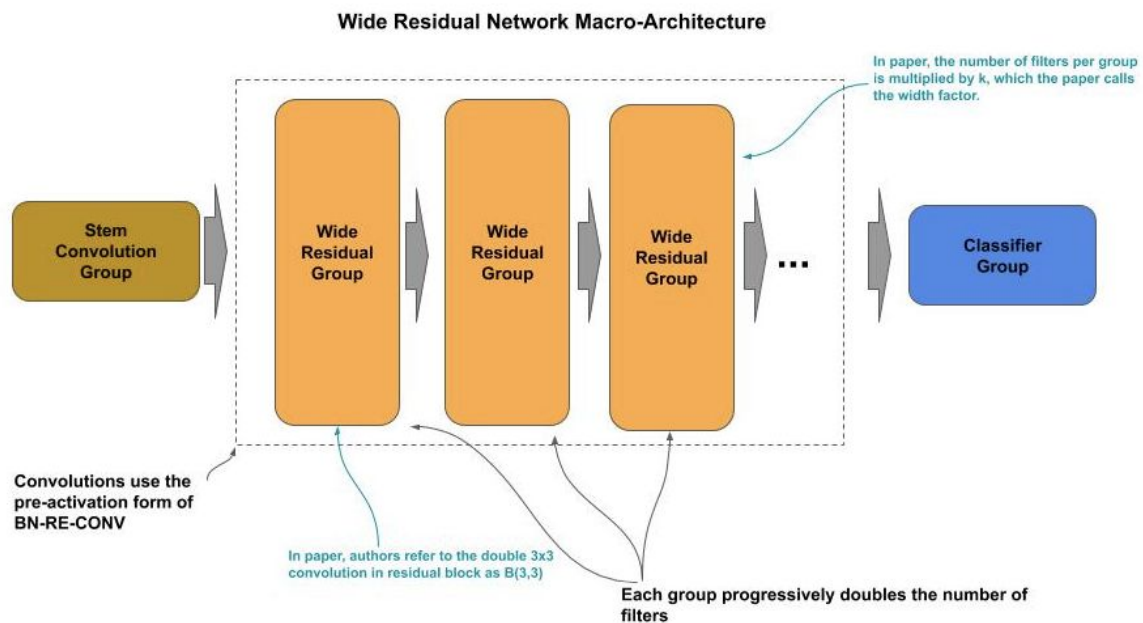 Wide Residual Network Macro-Architecture
In paper, the number of filters per group
is multiplied by k, which the paper calls
the width factor.
Stem
Convolution
Group
Wide
Residual
Group
Wide
Residual
Group
Wide
Residual
Group
...
Classifier
Group
Convolutions use the
pre-activation form of
BN-RE-CONV
In paper, authors refer to the double 3x3
convolution in residual block as B(3,3)
Each group progressively doubles the number of
filters